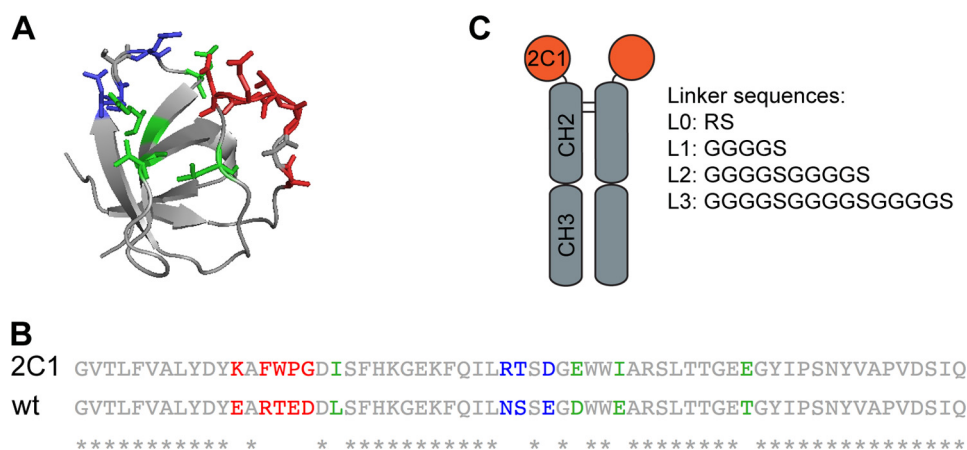 A
C
2C1
CH2
CH3
Linker sequences:
L0: RS
L1: GGGGS
L2: GGGGSGGGGS
L3: GGGGSGGGGSGGGGS
B
2C1 GVTLFVALYDYKAFWPGDISFHKGEKFQILRTSDGEWWIARSLTTGEEGYIPSNYVAPVDSIQ
wt GVTLFVALYDYEARTEDDLSFHKGEKFQILNSSEGDWWEARSLTTGETGYIPSNYVAPVDSIQ
*********** *    * ***********  * * ** ******** ***************